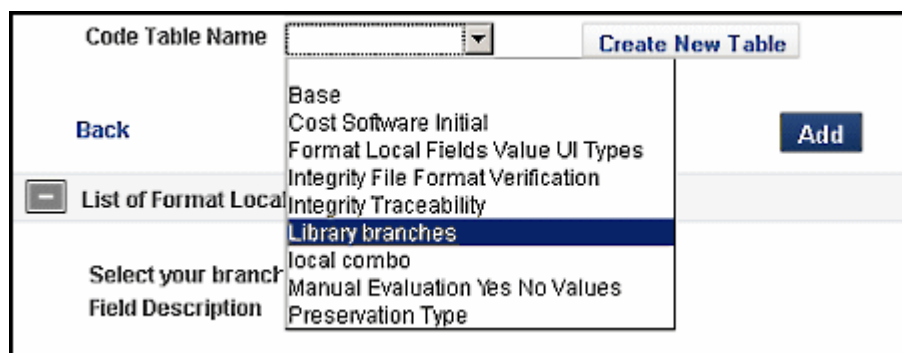 Code Table Name
Create New Table
Base
Cost Software Initial
Back
Add
Format Local Fields Value UI Types
Integrity File Format Verification
List of Format Local
Integrity Traceability
Library branches
local combo
Select your branch
Manual Evaluation Yes No Values
Field Description
Preservation Type